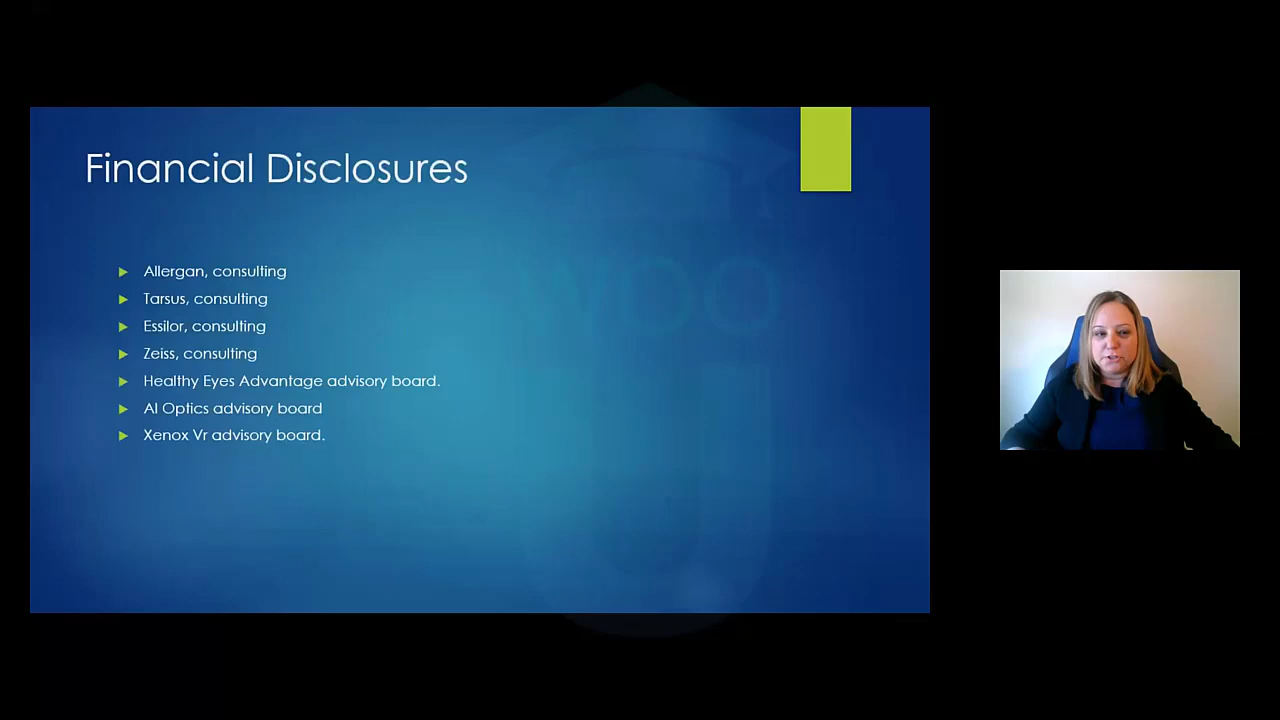 Financial Disclosures
Allergan, consulting
Tarsus, consulting
Essilor, consulting
Zeiss, consulting
Healthy Eyes Advantage advisory board.
AI Optics advisory board
Xenox Vr advisory board.